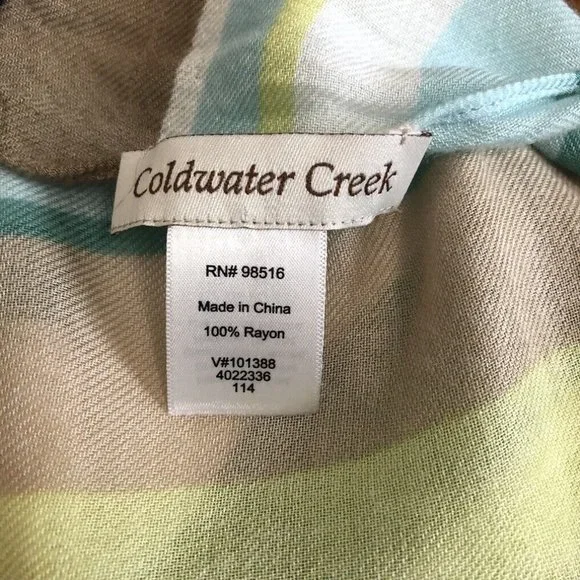 Coldwater Creek
RN# 98516
Made in China
100% Rayon
V#101388
4022336
114